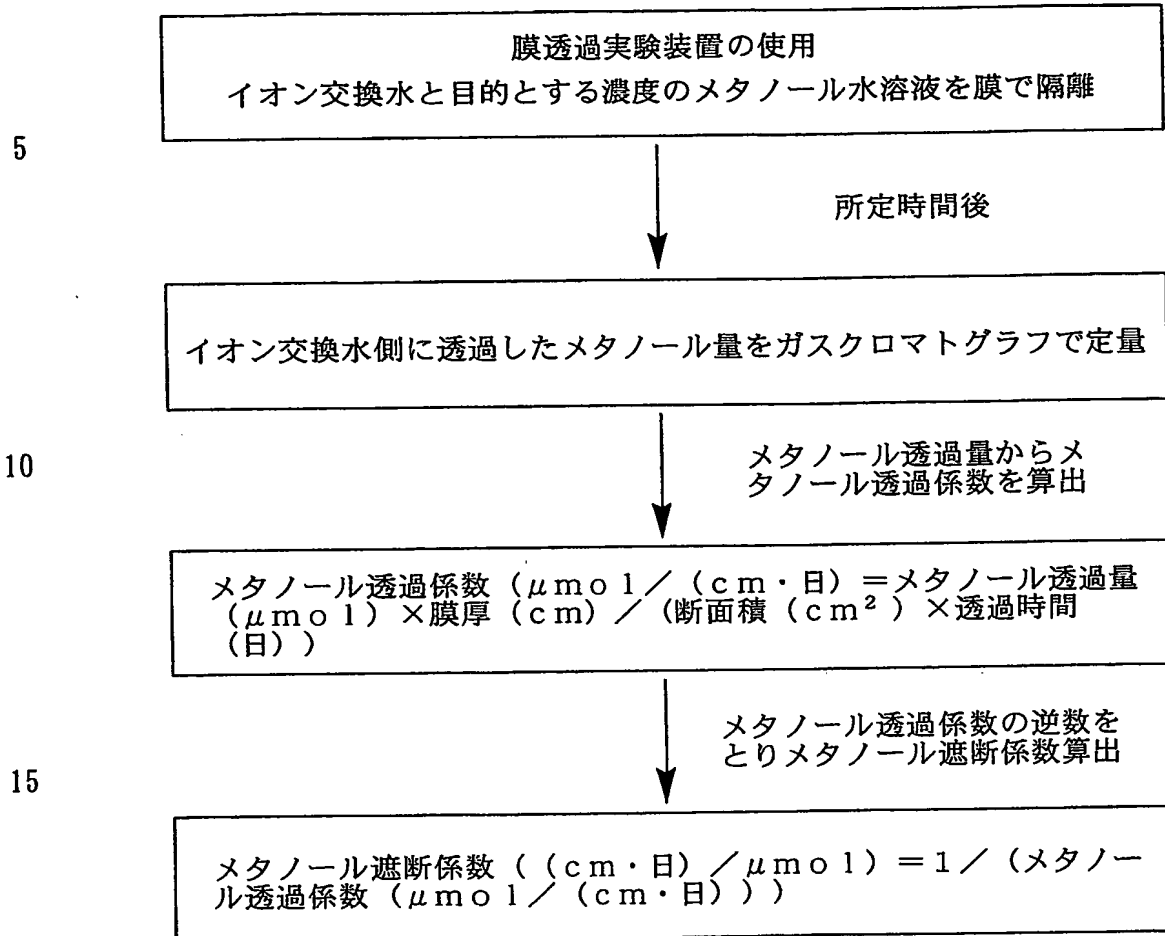 膜透過実験装置の使用
イオン交換水と目的とする濃度のメタノール水溶液を膜で隔離
5
所定時間後
イオン交換水側に透過したメタノール量をガスクロマトグラフで定量
10
メタノール透過量からメ
タノール透過係数を算出
メタノール透過係数（μｍｏｌ／（ｃｍ・日）＝メタノール透過量
（μｍｏｌ）×膜厚（ｃｍ）／（断面積（ｃｍ²）×透過時間
（日））
メタノール透過係数の逆数を
とりメタノール遮断係数算出
15
メタノール遮断係数（（ｃｍ・日）／μｍｏｌ）＝１／（メタノー
ル透過係数（μｍｏｌ／（ｃｍ・日）））